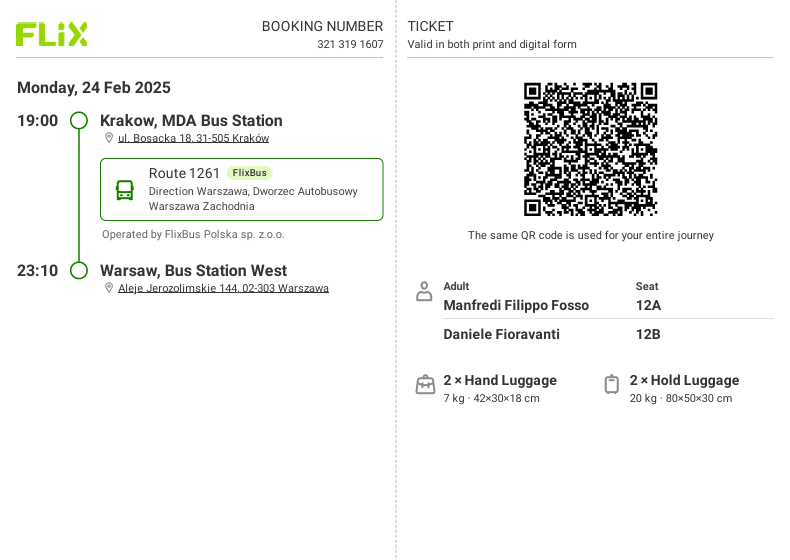 FLiX
BOOKING NUMBER
321 319 1607
Monday, 24 Feb 2025
19:00 Krakow, MDA Bus Station
ul. Bosacka 18, 31-505 Kraków
Route 1261 FlixBus
Direction Warszawa, Dworzec Autobusowy
Warszawa Zachodnia
Operated by FlixBus Polska sp. z.o.o.
23:10 Warsaw, Bus Station West
Aleje Jerozolimskie 144, 02-303 Warszawa
TICKET
Valid in both print and digital form
The same QR code is used for your entire journey
Adult Seat
Manfredi Filippo Fosso 12A
Daniele Fioravanti 12B
2 × Hand Luggage 2 × Hold Luggage
7 kg · 42×30×18 cm 20 kg · 80×50×30 cm